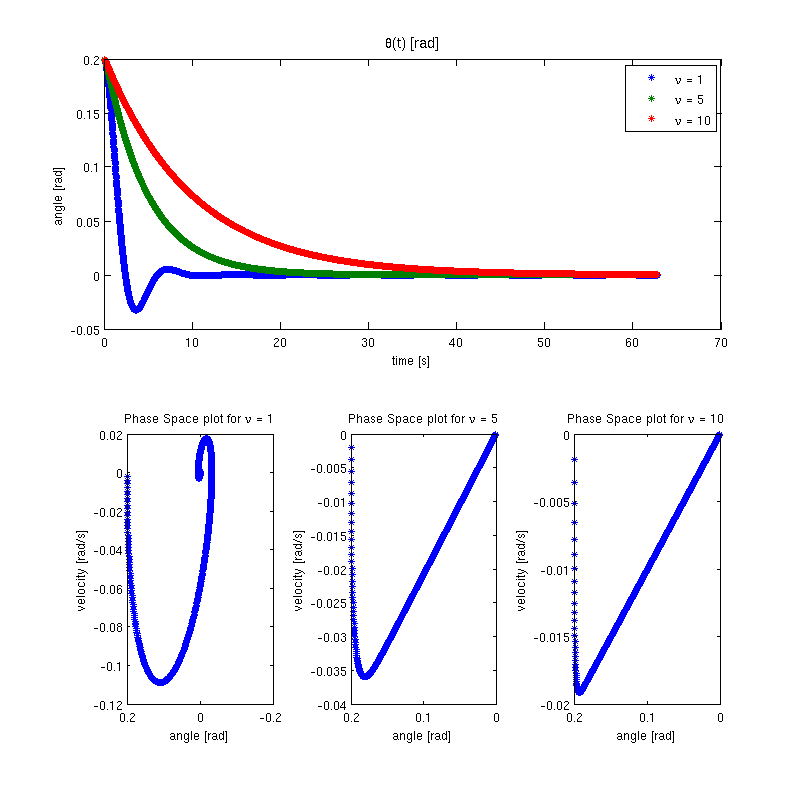 θ(t) [rad]
0.2
0.15
0.1
0.05
0
-0.05
angle [rad]
0 10 20 30 40 50 60 70
time [s]
ν = 1
ν = 5
ν = 10
Phase Space plot for ν = 1
0.02
0
-0.02
-0.04
-0.06
-0.08
-0.1
-0.12
velocity [rad/s]
0.2 0 -0.2
angle [rad]
Phase Space plot for ν = 5
0
-0.005
-0.01
-0.015
-0.02
-0.025
-0.03
-0.035
-0.04
velocity [rad/s]
0.2 0.1 0
angle [rad]
Phase Space plot for ν = 10
0
-0.005
-0.01
-0.015
-0.02
velocity [rad/s]
0.2 0.1 0
angle [rad]